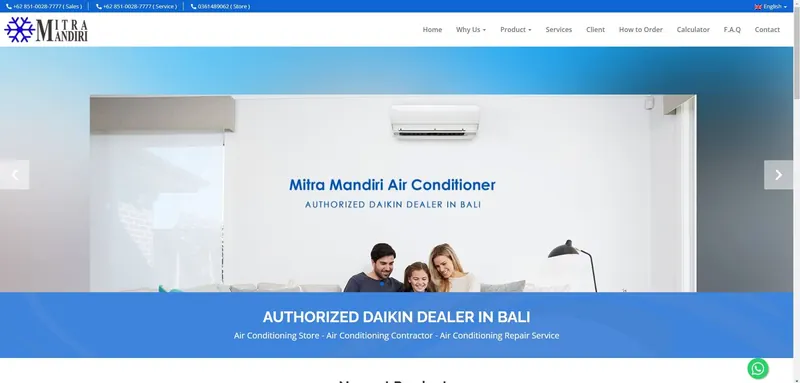 +62 851-0028-7777 ( Sales )
+62 851-0028-7777 ( Service )
0361489062 ( Store )
English
MITRA
MANDIRI
Home
Why Us
Product
Services
Client
How to Order
Calculator
F.A.Q
Contact
Mitra Mandiri Air Conditioner
AUTHORIZED DAIKIN DEALER IN BALI
AUTHORIZED DAIKIN DEALER IN BALI
Air Conditioning Store - Air Conditioning Contractor - Air Conditioning Repair Service